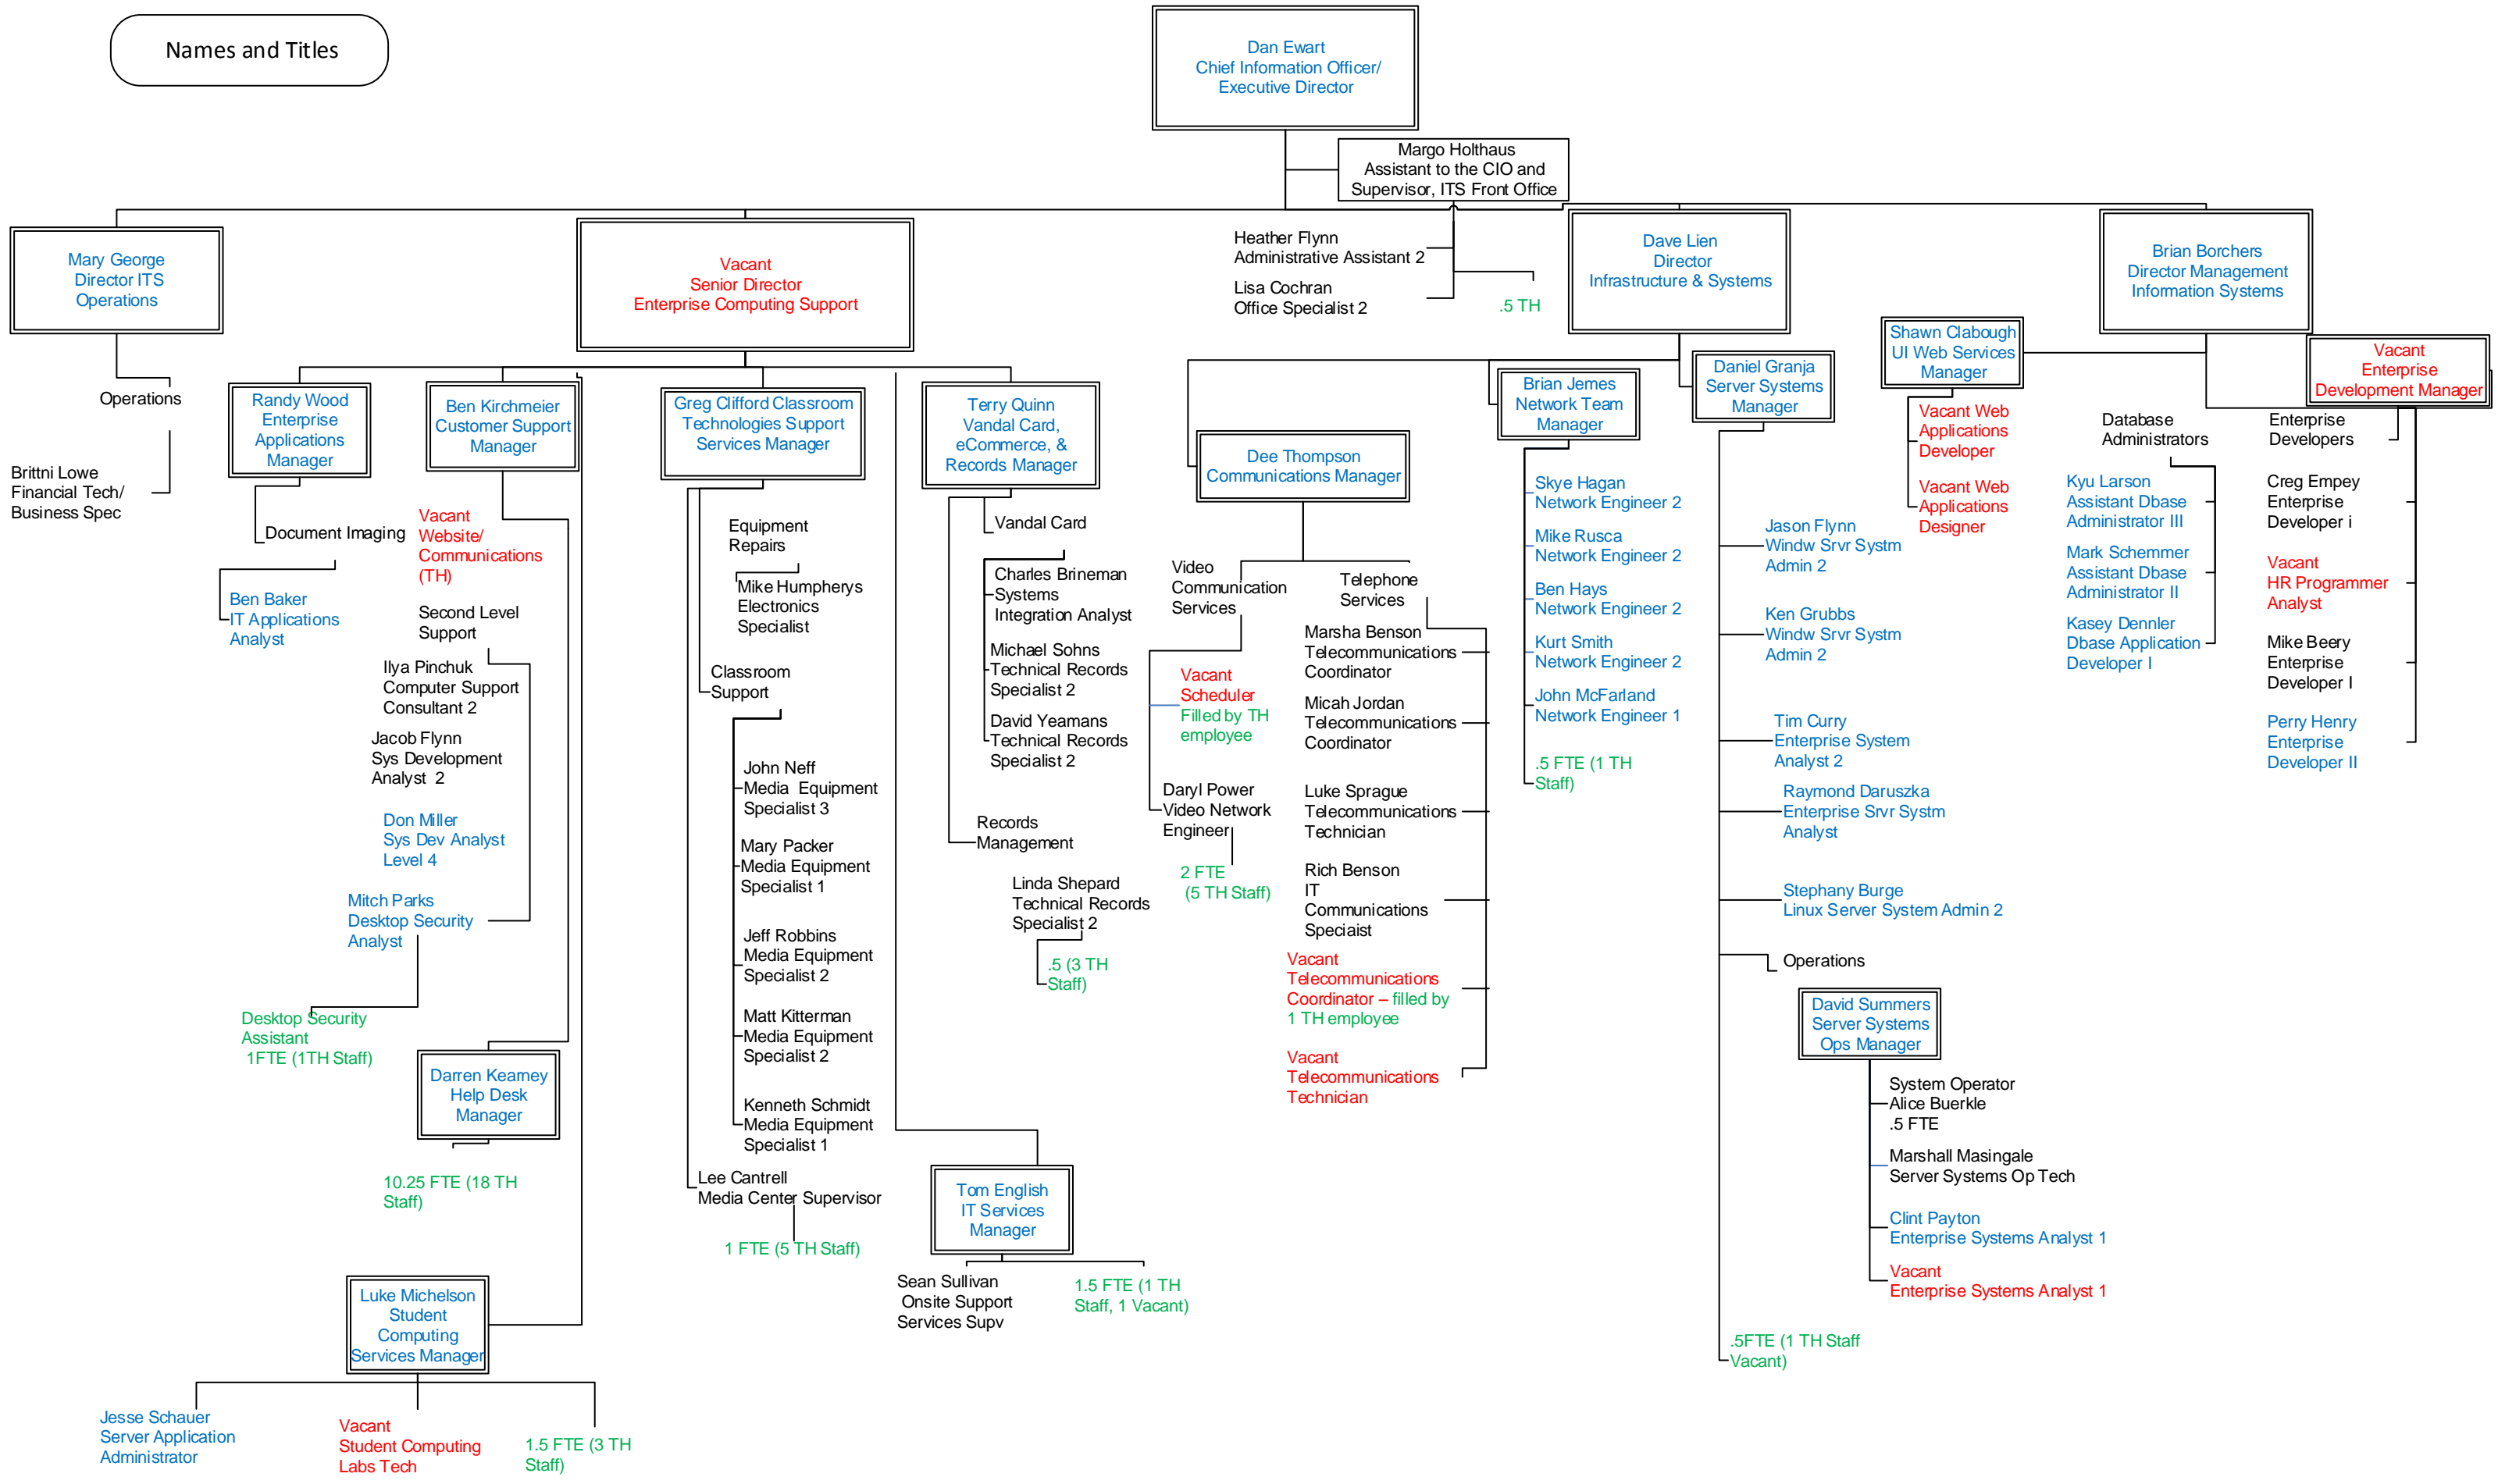 Names and Titles
Dan Ewart
Chief Information Officer/
Executive Director
Margo Holthaus
Assistant to the CIO and
Supervisor, ITS Front Office
Heather Flynn
Administrative Assistant 2
Lisa Cochran
Office Specialist 2
.5 TH
Mary George
Director ITS
Operations
Operations
Brittni Lowe
Financial Tech/
Business Spec
Vacant
Senior Director
Enterprise Computing Support
Randy Wood
Enterprise
Applications
Manager
Document Imaging
Ben Baker
IT Applications
Analyst
Ben Kirchmeier
Customer Support
Manager
Vacant
Website/
Communications
(TH)
Second Level
Support
Ilya Pinchuk
Computer Support
Consultant 2
Jacob Flynn
Sys Development
Analyst 2
Don Miller
Sys Dev Analyst
Level 4
Mitch Parks
Desktop Security
Analyst
Desktop Security
Assistant
1FTE (1TH Staff)
Darren Kearney
Help Desk
Manager
10.25 FTE (18 TH
Staff)
Luke Michelson
Student
Computing
Services Manager
Jesse Schauer
Server Application
Administrator
Vacant
Student Computing
Labs Tech
1.5 FTE (3 TH
Staff)
Greg Clifford Classroom
Technologies Support
Services Manager
Equipment
Repairs
Mike Humpherys
Electronics
Specialist
Classroom
Support
John Neff
Media Equipment
Specialist 3
Mary Packer
Media Equipment
Specialist 1
Jeff Robbins
Media Equipment
Specialist 2
Matt Kitterman
Media Equipment
Specialist 2
Kenneth Schmidt
Media Equipment
Specialist 1
Lee Cantrell
Media Center Supervisor
1 FTE (5 TH Staff)
Terry Quinn
Vandal Card,
eCommerce, &
Records Manager
Vandal Card
Charles Brineman
Systems
Integration Analyst
Michael Sohns
Technical Records
Specialist 2
David Yeamans
Technical Records
Specialist 2
Records
Management
Linda Shepard
Technical Records
Specialist 2
.5 (3 TH
Staff)
Tom English
IT Services
Manager
Sean Sullivan
Onsite Support
Services Supv
1.5 FTE (1 TH
Staff, 1 Vacant)
Dave Lien
Director
Infrastructure & Systems
Dee Thompson
Communications Manager
Video
Communication
Services
Vacant
Scheduler
Filled by TH
employee
Daryl Power
Video Network
Engineer
2 FTE
(5 TH Staff)
Telephone
Services
Marsha Benson
Telecommunications
Coordinator
Micah Jordan
Telecommunications
Coordinator
Luke Sprague
Telecommunications
Technician
Rich Benson
IT
Communications
Speciaist
Vacant
Telecommunications
Coordinator – filled by
1 TH employee
Vacant
Telecommunications
Technician
Brian Jemes
Network Team
Manager
Skye Hagan
Network Engineer 2
Mike Rusca
Network Engineer 2
Ben Hays
Network Engineer 2
Kurt Smith
Network Engineer 2
John McFarland
Network Engineer 1
.5 FTE (1 TH
Staff)
Daniel Granja
Server Systems
Manager
Jason Flynn
Windw Srvr Systm
Admin 2
Ken Grubbs
Windw Srvr Systm
Admin 2
Tim Curry
Enterprise System
Analyst 2
Raymond Daruszka
Enterprise Srvr Systm
Analyst
Stephany Burge
Linux Server System Admin 2
Operations
David Summers
Server Systems
Ops Manager
System Operator
Alice Buerkle
.5 FTE
Marshall Masingale
Server Systems Op Tech
Clint Payton
Enterprise Systems Analyst 1
Vacant
Enterprise Systems Analyst 1
.5FTE (1 TH Staff
Vacant)
Brian Borchers
Director Management
Information Systems
Shawn Clabough
UI Web Services
Manager
Vacant Web
Applications
Developer
Vacant Web
Applications
Designer
Database
Administrators
Kyu Larson
Assistant Dbase
Administrator III
Mark Schemmer
Assistant Dbase
Administrator II
Kasey Dennler
Dbase Application
Developer I
Vacant
Enterprise
Development Manager
Enterprise
Developers
Creg Empey
Enterprise
Developer i
Vacant
HR Programmer
Analyst
Mike Beery
Enterprise
Developer I
Perry Henry
Enterprise
Developer II